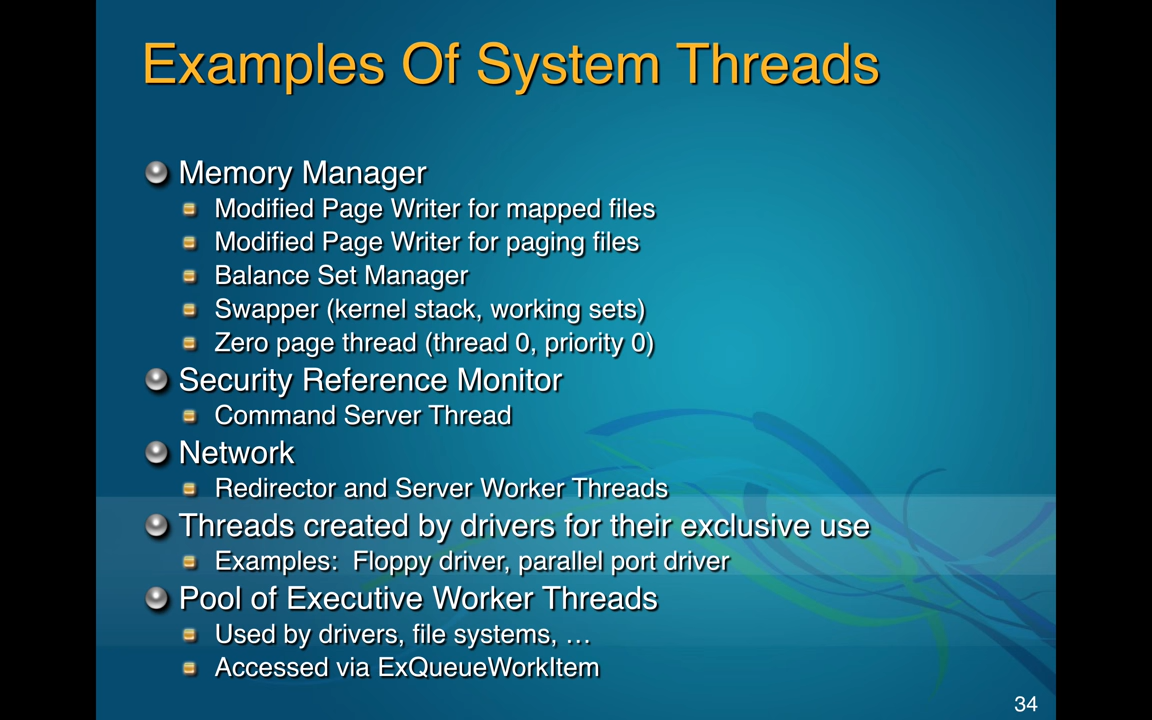 Examples Of System Threads
Memory Manager
Modified Page Writer for mapped files
Modified Page Writer for paging files
Balance Set Manager
Swapper (kernel stack, working sets)
Zero page thread (thread 0, priority 0)
Security Reference Monitor
Command Server Thread
Network
Redirector and Server Worker Threads
Threads created by drivers for their exclusive use
Examples:  Floppy driver, parallel port driver
Pool of Executive Worker Threads
Used by drivers, file systems, …
Accessed via ExQueueWorkItem
34